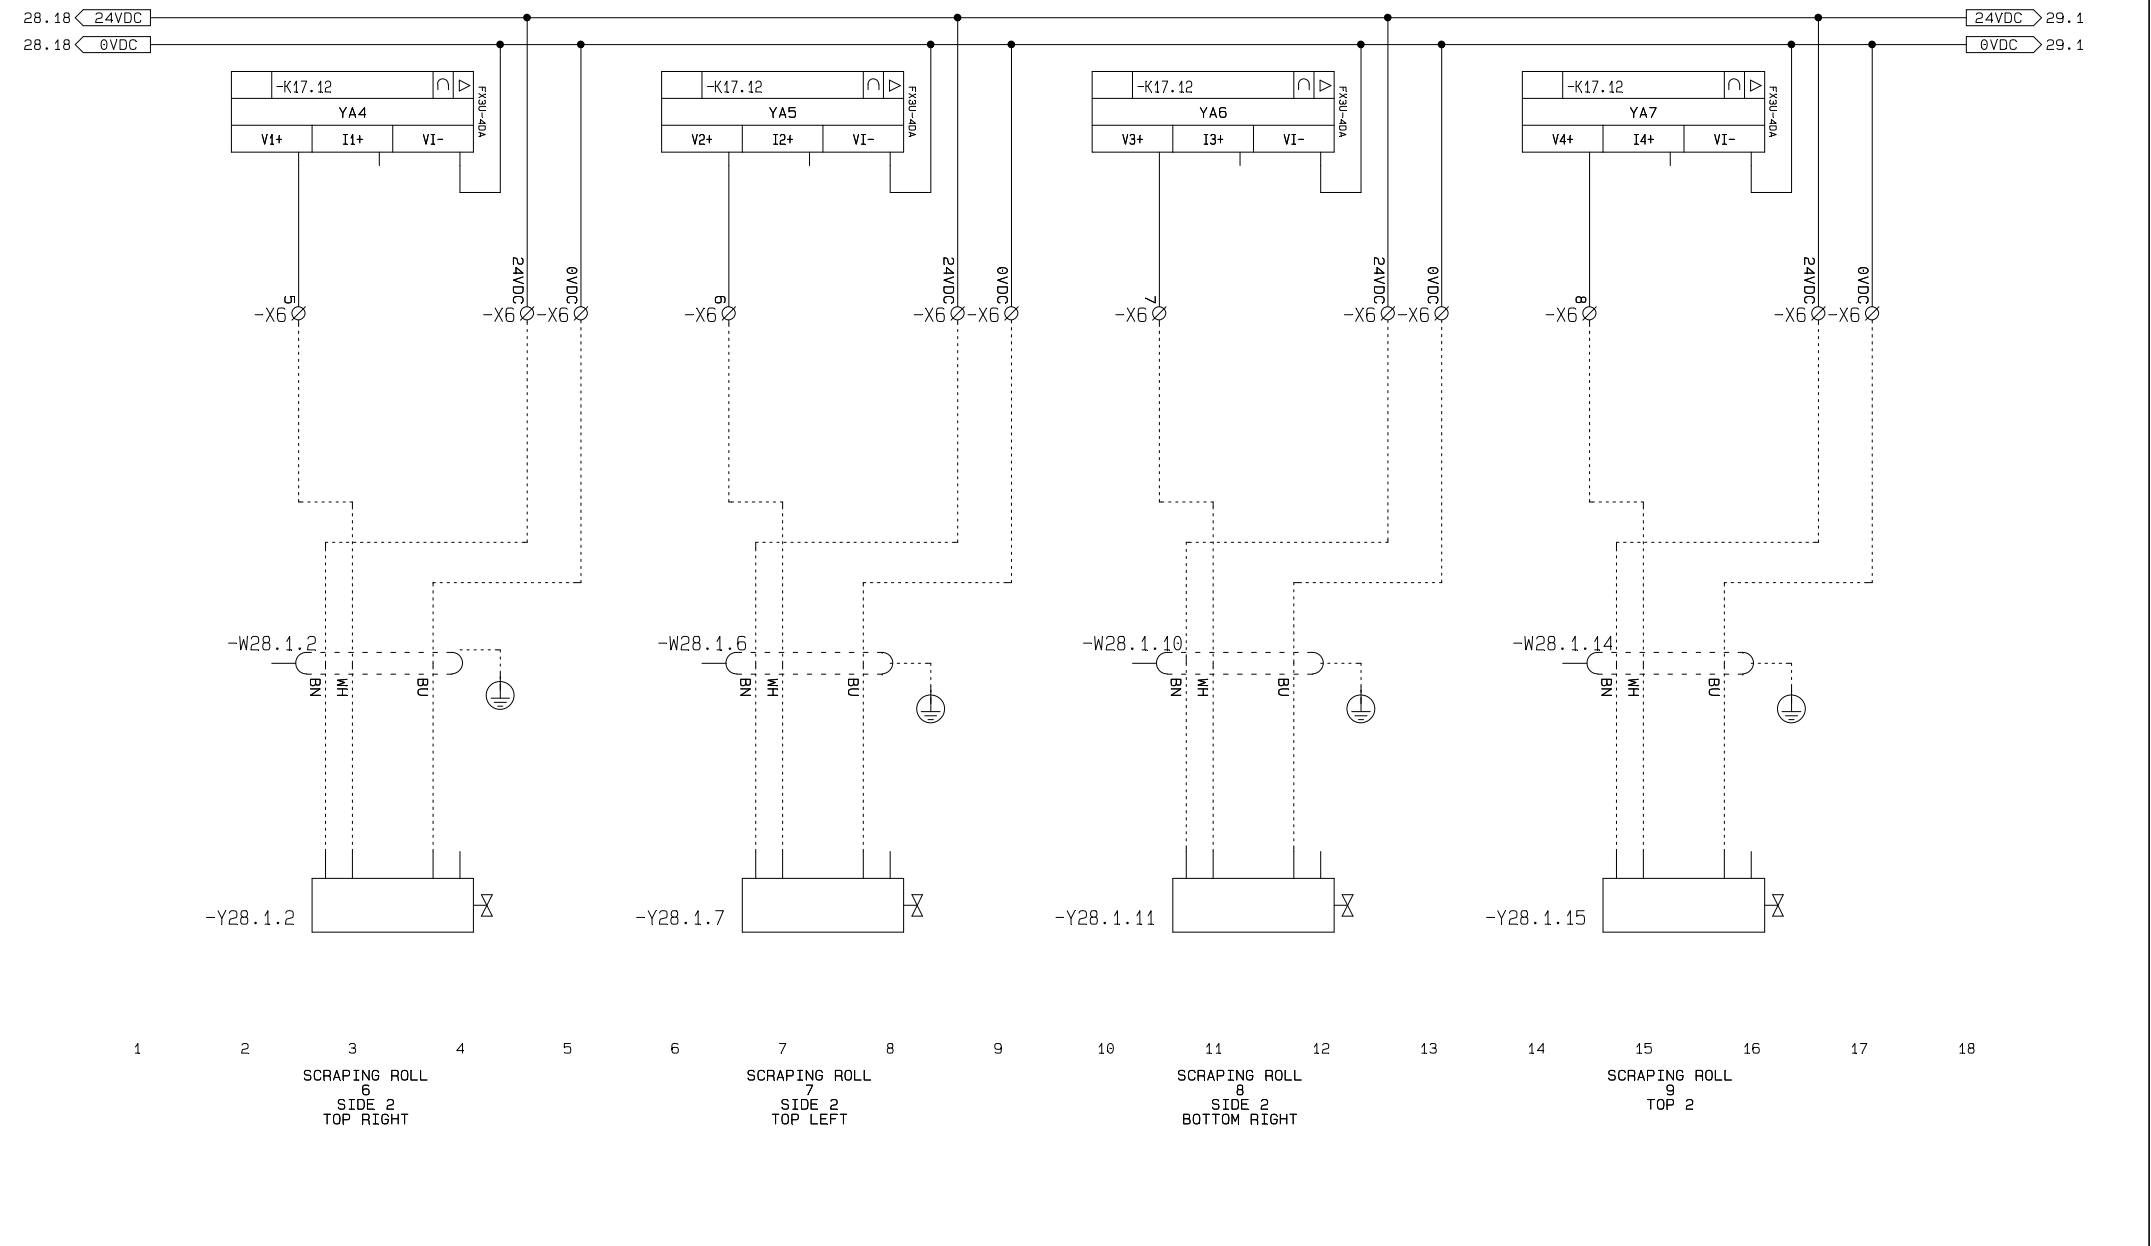 28.18 24VDC 24VDC 29.1
28.18 0VDC 0VDC 29.1
-K17.12 -K17.12 -K17.12 -K17.12
FX3U-4DA FX3U-4DA FX3U-4DA FX3U-4DA
YA4 YA5 YA6 YA7
V1+ I1+ VI- V2+ I2+ VI- V3+ I3+ VI- V4+ I4+ VI-
24VDC 0VDC 24VDC 0VDC 24VDC 0VDC 24VDC 0VDC
5 6 7 8
-X6 -X6 -X6 -X6 -X6 -X6 -X6 -X6 -X6 -X6 -X6 -X6
-W28.1.2 -W28.1.6 -W28.1.10 -W28.1.14
BN WH BU BN WH BU BN WH BU BN WH BU
-Y28.1.2 -Y28.1.7 -Y28.1.11 -Y28.1.15
1 2 3 4 5 6 7 8 9 10 11 12 13 14 15 16 17 18
SCRAPING ROLL SCRAPING ROLL SCRAPING ROLL SCRAPING ROLL
6 7 8 9
SIDE 2 SIDE 2 SIDE 2 TOP 2
TOP RIGHT TOP LEFT BOTTOM RIGHT